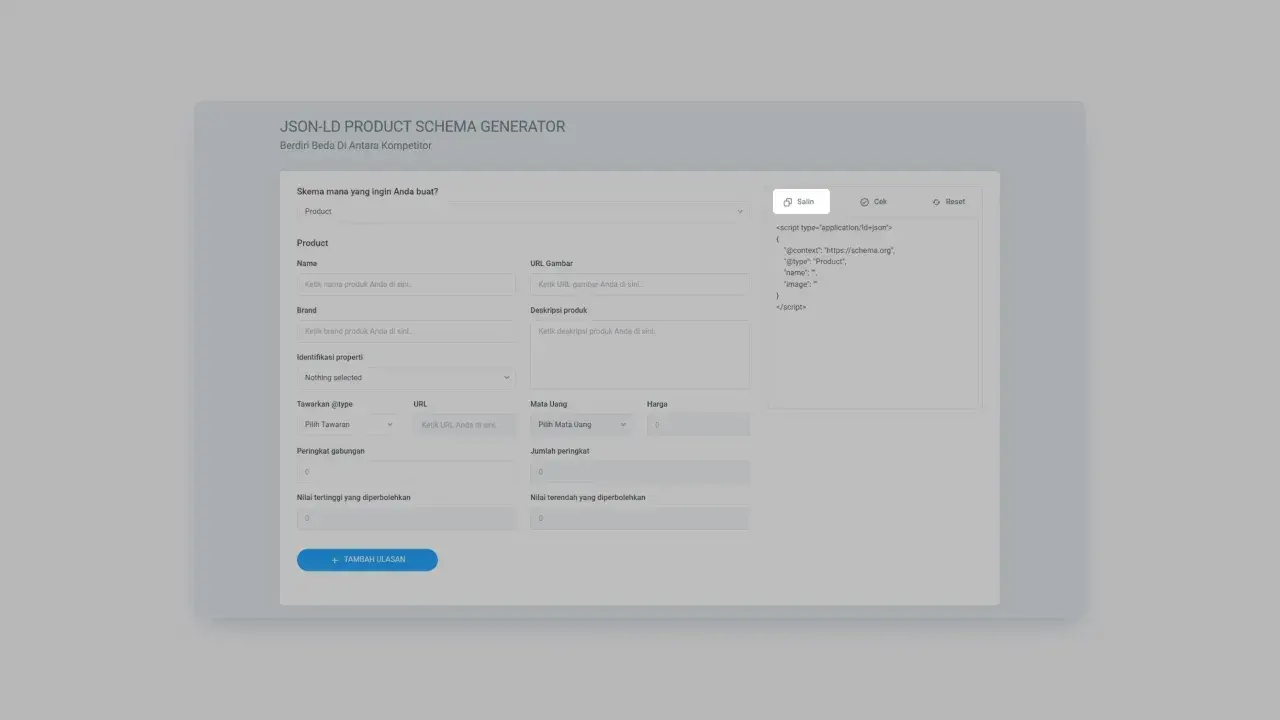 JSON-LD PRODUCT SCHEMA GENERATOR
Berdiri Beda Di Antara Kompetitor
Skema mana yang ingin Anda buat?
Product
Product
Nama
URL Gambar
Ketik nama produk Anda di sini..
Ketik URL gambar Anda di sini..
Brand
Deskripsi produk
Ketik brand produk Anda di sini..
Ketik deskripsi produk Anda di sini..
Identifikasi properti
Nothing selected
Tawarkan @type
URL
Mata Uang
Harga
Pilih Tawaran
Ketik URL Anda di sini..
Pilih Mata Uang
0
Peringkat gabungan
Jumlah peringkat
0
0
Nilai tertinggi yang diperbolehkan
Nilai terendah yang diperbolehkan
0
0
+ TAMBAH ULASAN
Salin
Cek
Reset
<script type="application/ld+json">
{
"@context": "https://schema.org",
"@type": "Product",
"name": "",
"image": ""
}
</script>